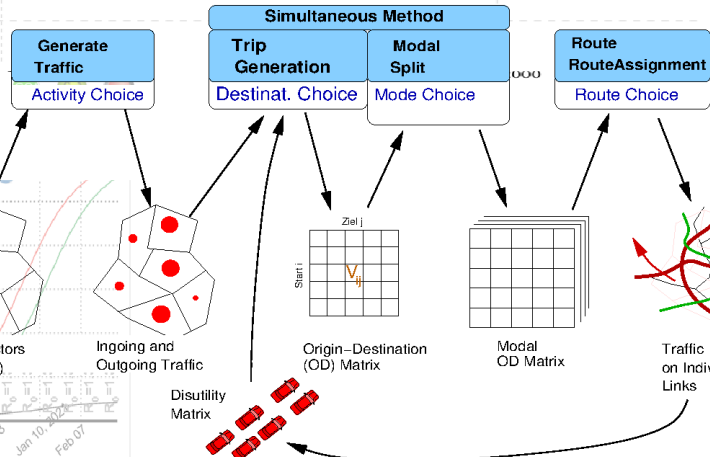 Simultaneous Method
Generate
Traffic
Activity Choice
Trip
Generation
Destinat. Choice
Modal
Split
Mode Choice
Route
RouteAssignment
Route Choice
Ziel j
Start i
Vij
tors
Ingoing and
Outgoing Traffic
Origin−Destination
(OD) Matrix
Modal
OD Matrix
Traffic
on Indiv
Links
Disutility
Matrix
Jan 10, 2021
Feb 07